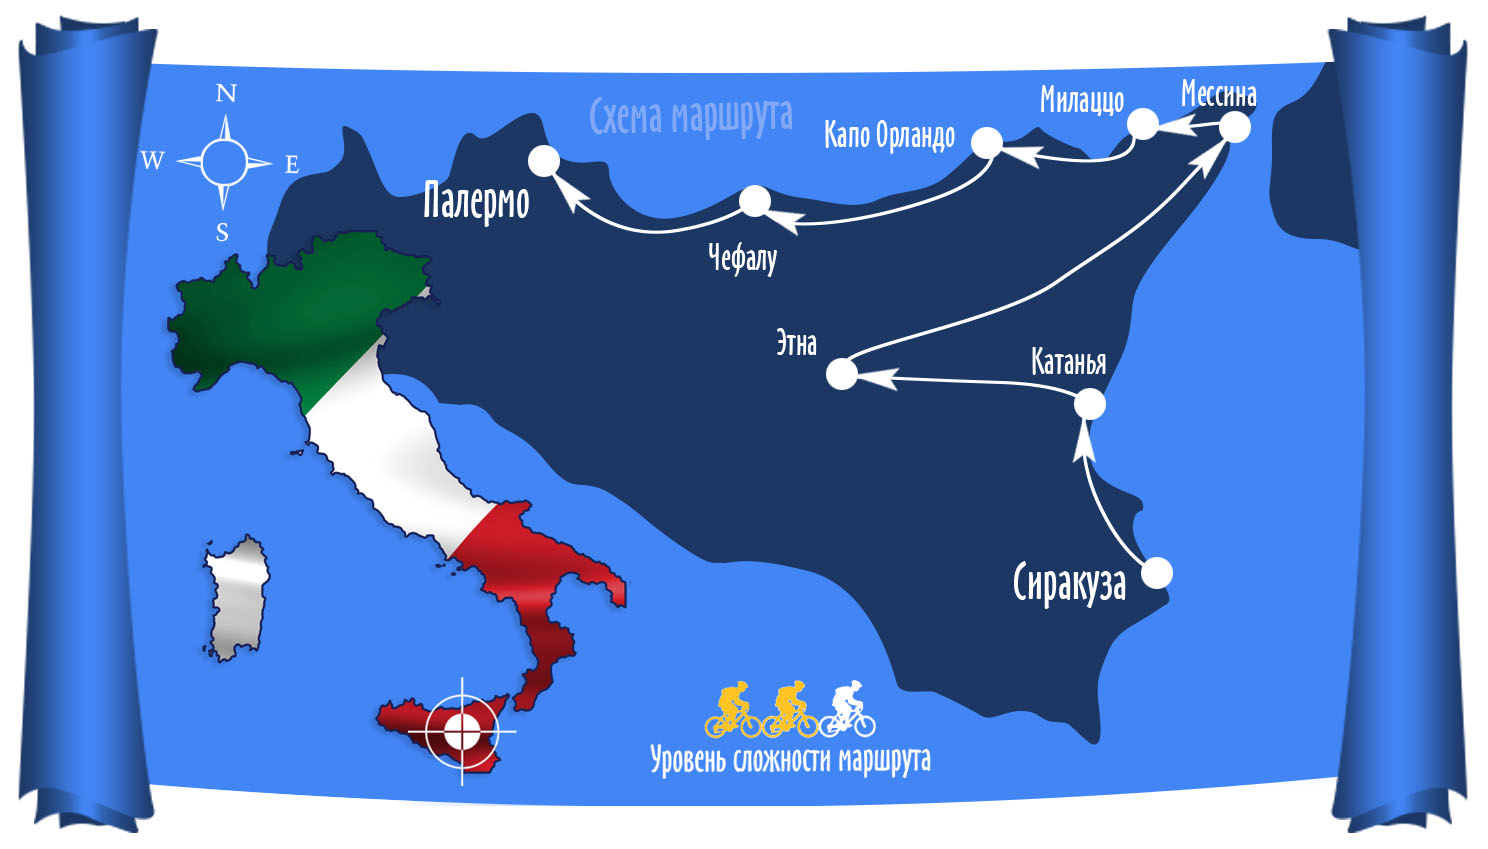 Схема маршрута
N
W
E
S
Мессина
Милаццо
Капо Орландо
Палермо
Чефалу
Этна
Катанья
Сиракуза
Уровень сложности маршрута